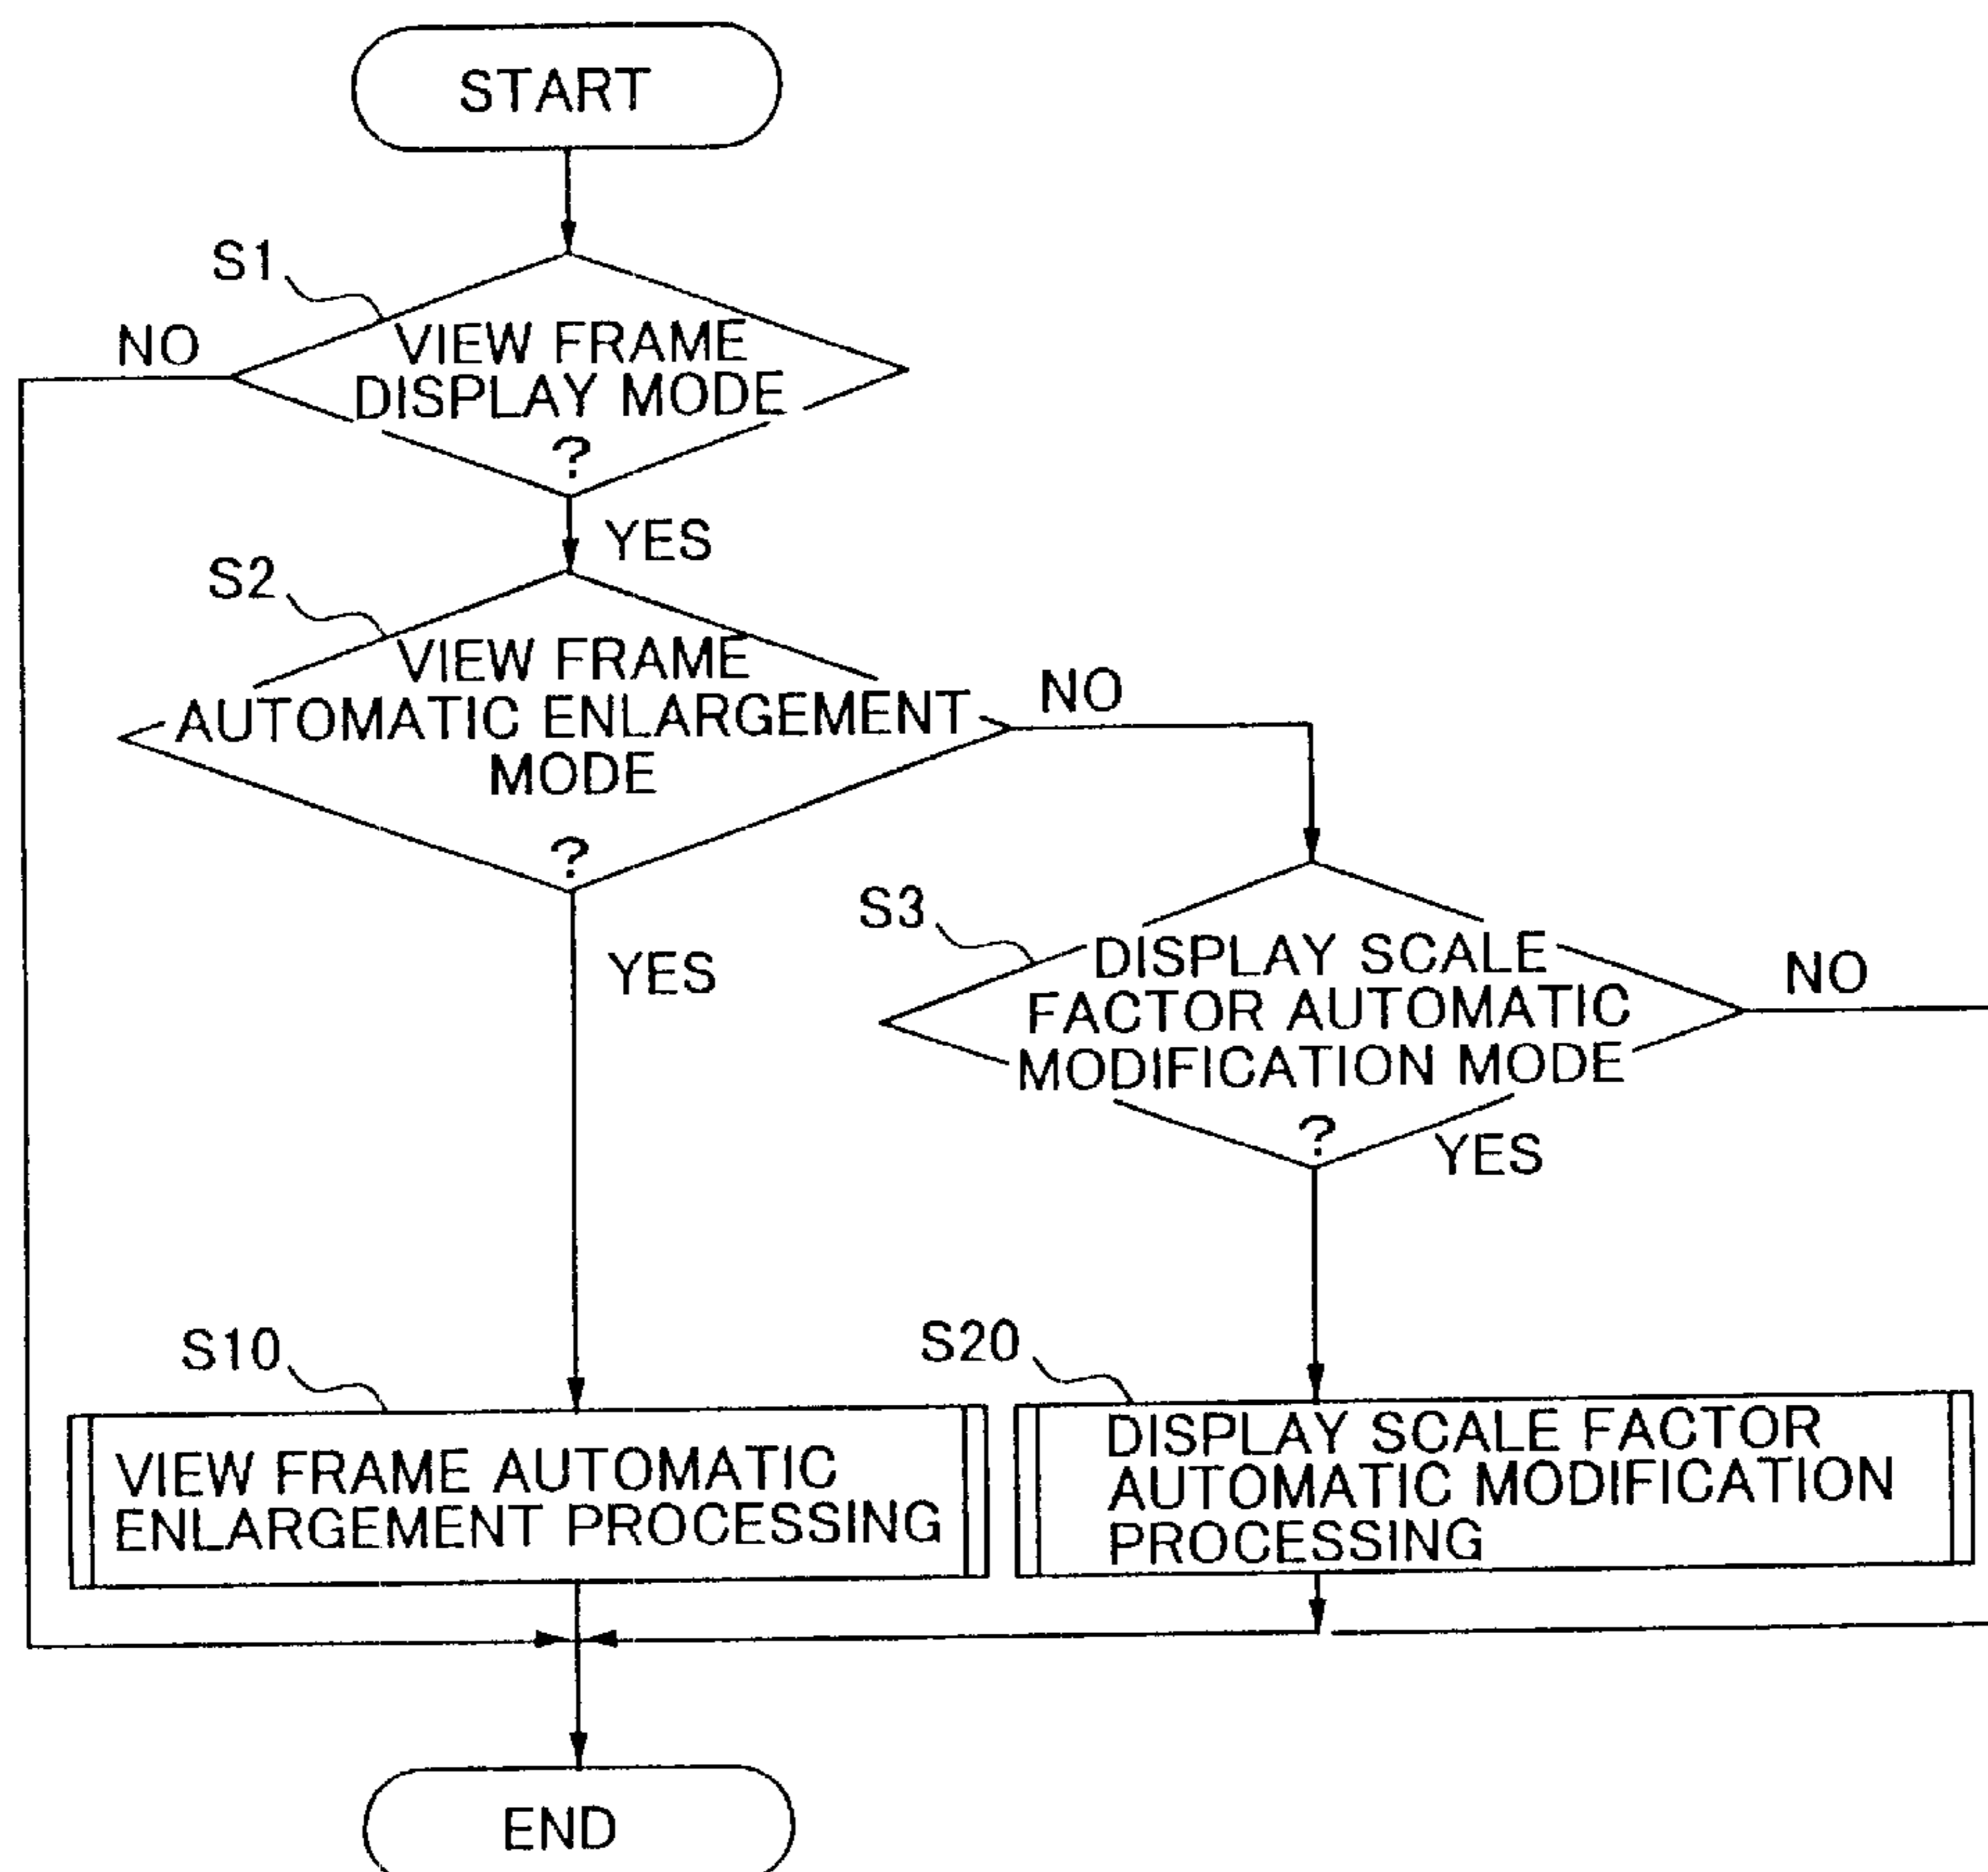 START
S1
NO
VIEW FRAME
DISPLAY MODE
?
YES
S2
VIEW FRAME
AUTOMATIC ENLARGEMENT
MODE
?
NO
YES
S3
DISPLAY SCALE
FACTOR AUTOMATIC
MODIFICATION MODE
?
NO
YES
S10
VIEW FRAME AUTOMATIC
ENLARGEMENT PROCESSING
S20
DISPLAY SCALE FACTOR
AUTOMATIC MODIFICATION
PROCESSING
END